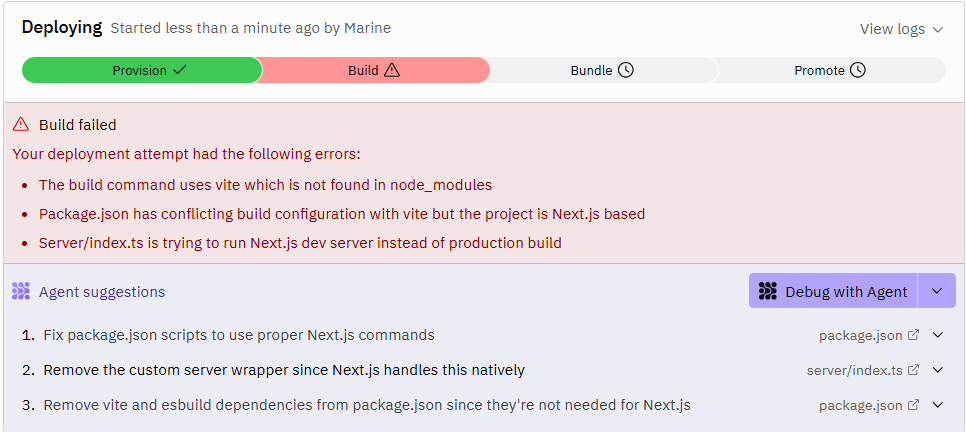 Deploying Started less than a minute ago by Marine View logs
Provision Build Bundle Promote
Build failed
Your deployment attempt had the following errors:
• The build command uses vite which is not found in node_modules
• Package.json has conflicting build configuration with vite but the project is Next.js based
• Server/index.ts is trying to run Next.js dev server instead of production build
Agent suggestions Debug with Agent
1. Fix package.json scripts to use proper Next.js commands package.json
2. Remove the custom server wrapper since Next.js handles this natively server/index.ts
3. Remove vite and esbuild dependencies from package.json since they're not needed for Next.js package.json